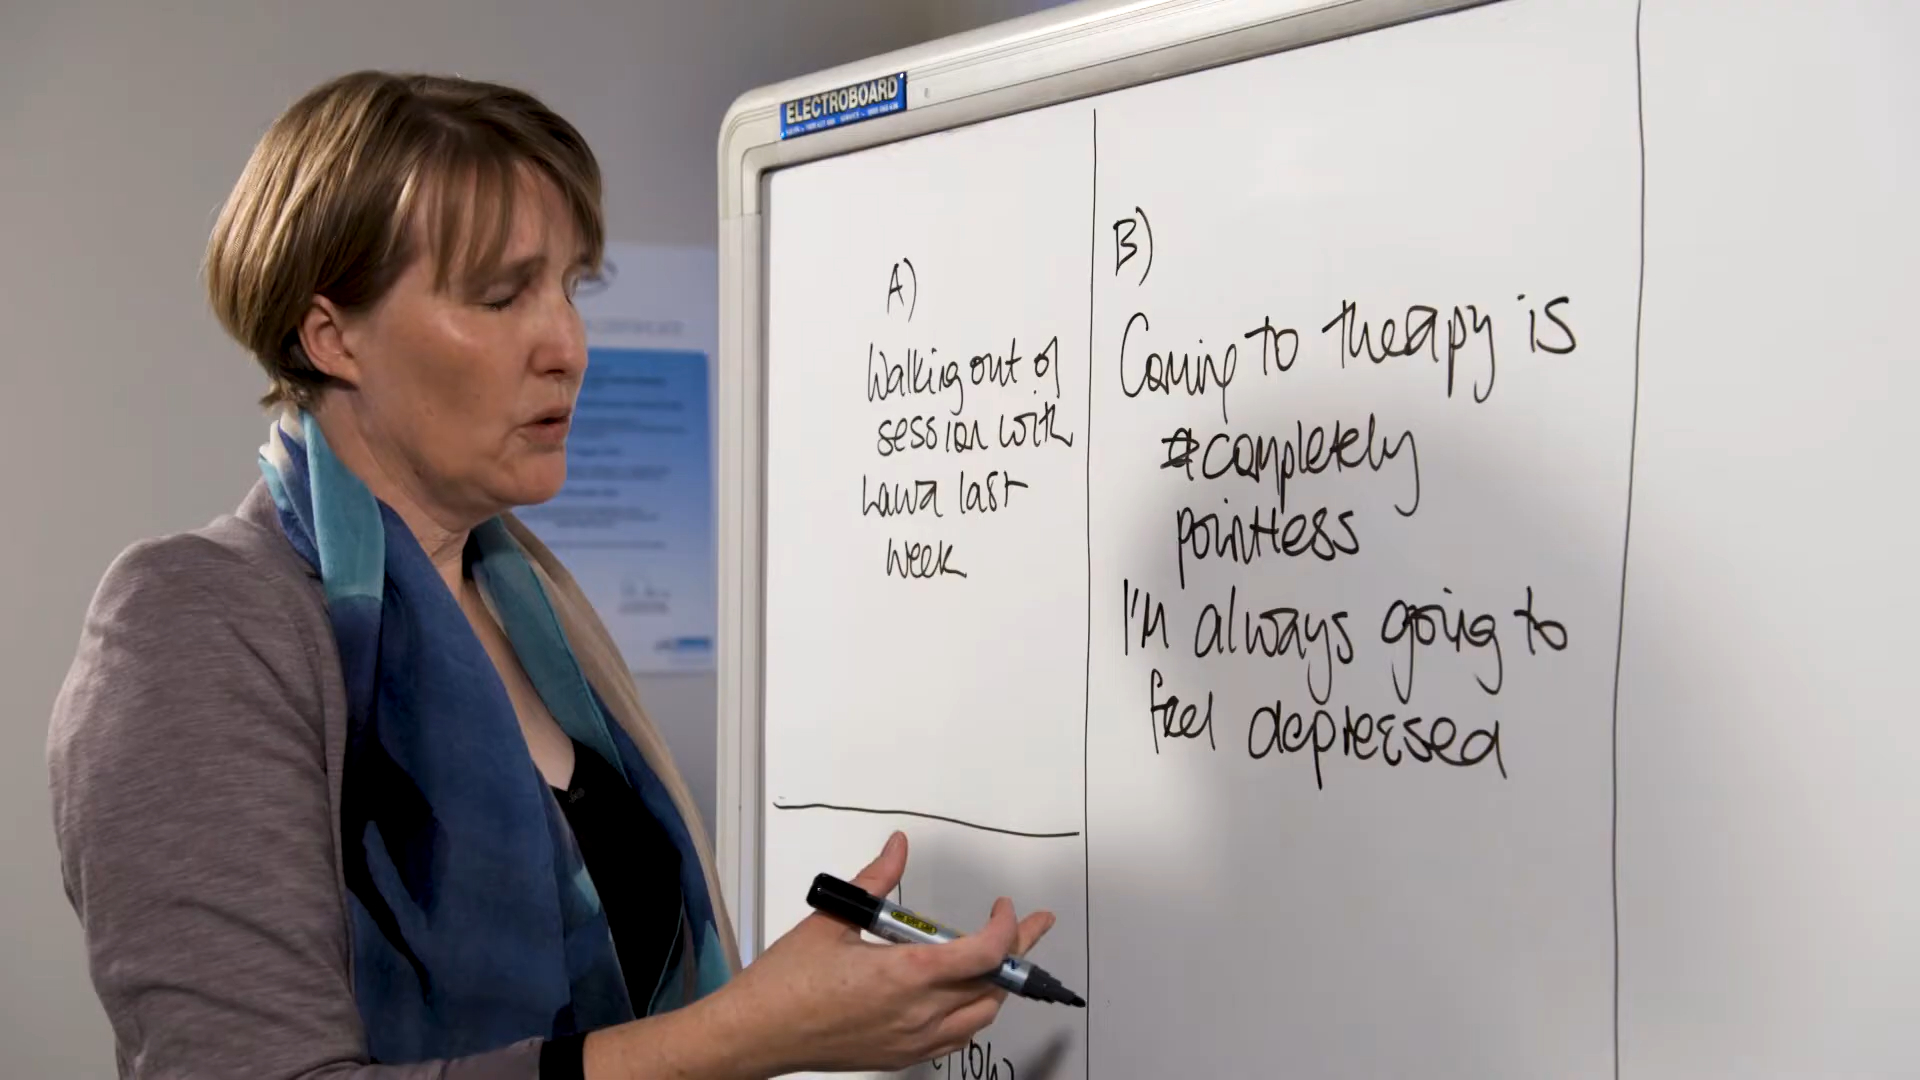 ELECTROBOARD
A)
Walking out of
session with
Laura last
week
B)
Coming to therapy is
completely
pointless
I'm always going to
feel depressed